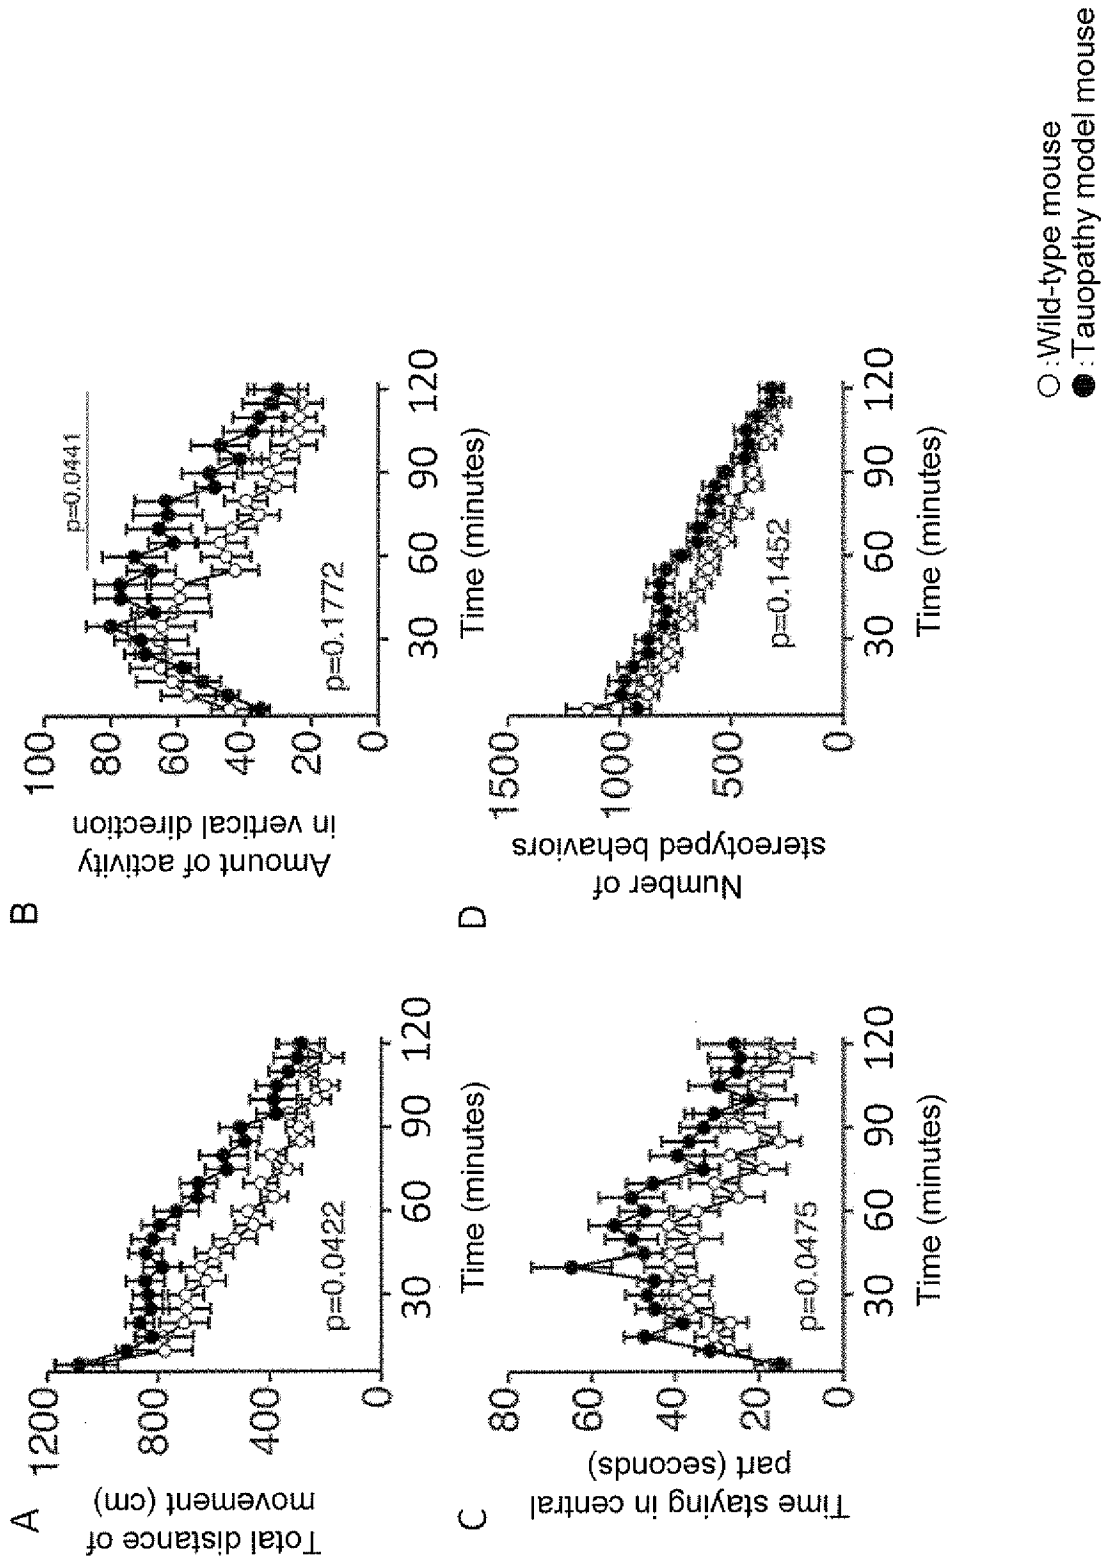 A
Total distance of
movement (cm)
1200
800
400
0
p=0.0422
30
60
90
120
Time (minutes)
B
Amount of activity
in vertical direction
100
80
60
40
20
0
p=0.0441
p=0.1772
30
60
90
120
Time (minutes)
C
Time staying in central
part (seconds)
80
60
40
20
0
p=0.0475
30
60
90
120
Time (minutes)
D
Number of
stereotyped behaviors
1500
1000
500
0
p=0.1452
30
60
90
120
Time (minutes)
○ : Wild-type mouse
● : Tauopathy model mouse